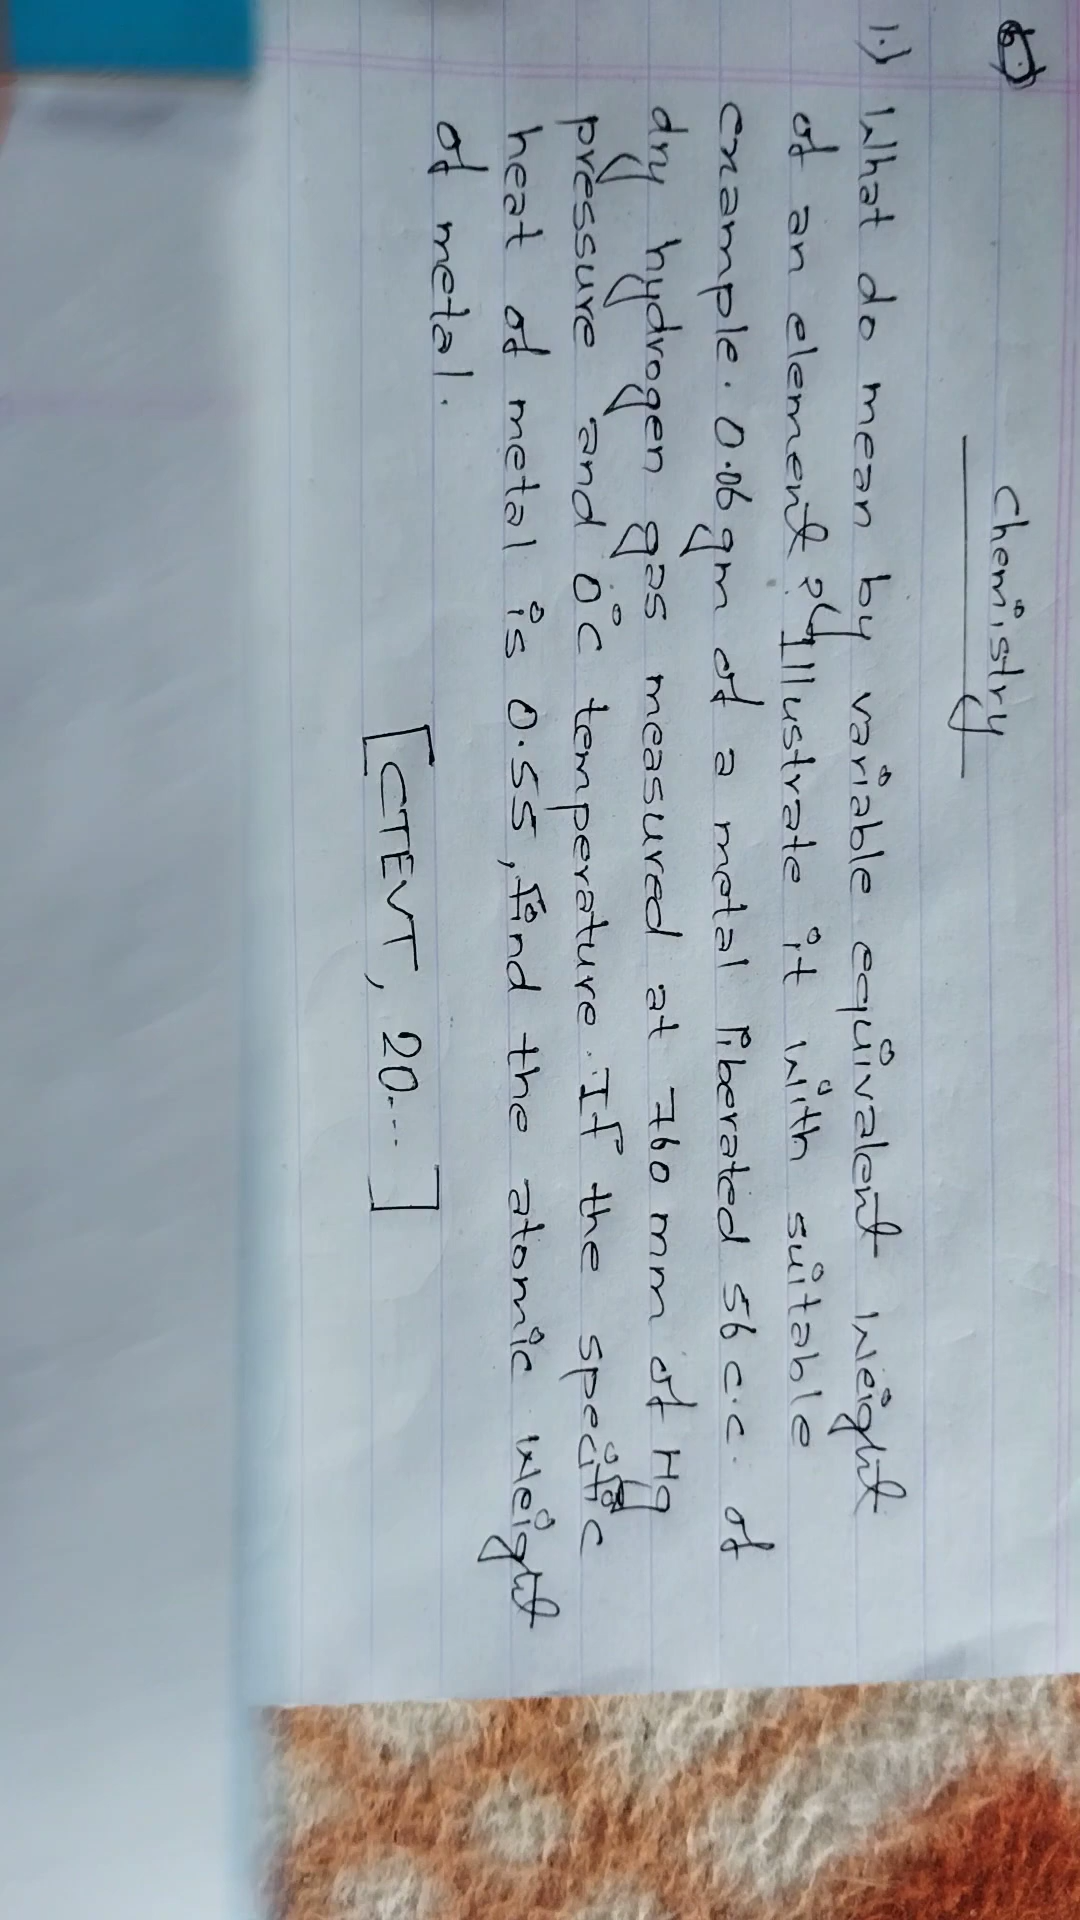 Chemistry
1.) What do mean by variable equivalent weight
of an element? Illustrate it with suitable
example. 0.06 gm of a metal liberated 56 c.c. of
dry hydrogen gas measured at 760 mm of Hg
pressure and 0°c temperature. If the specific
heat of metal is 0.55, find the atomic weight
of metal.
[CTEVT, 20...]